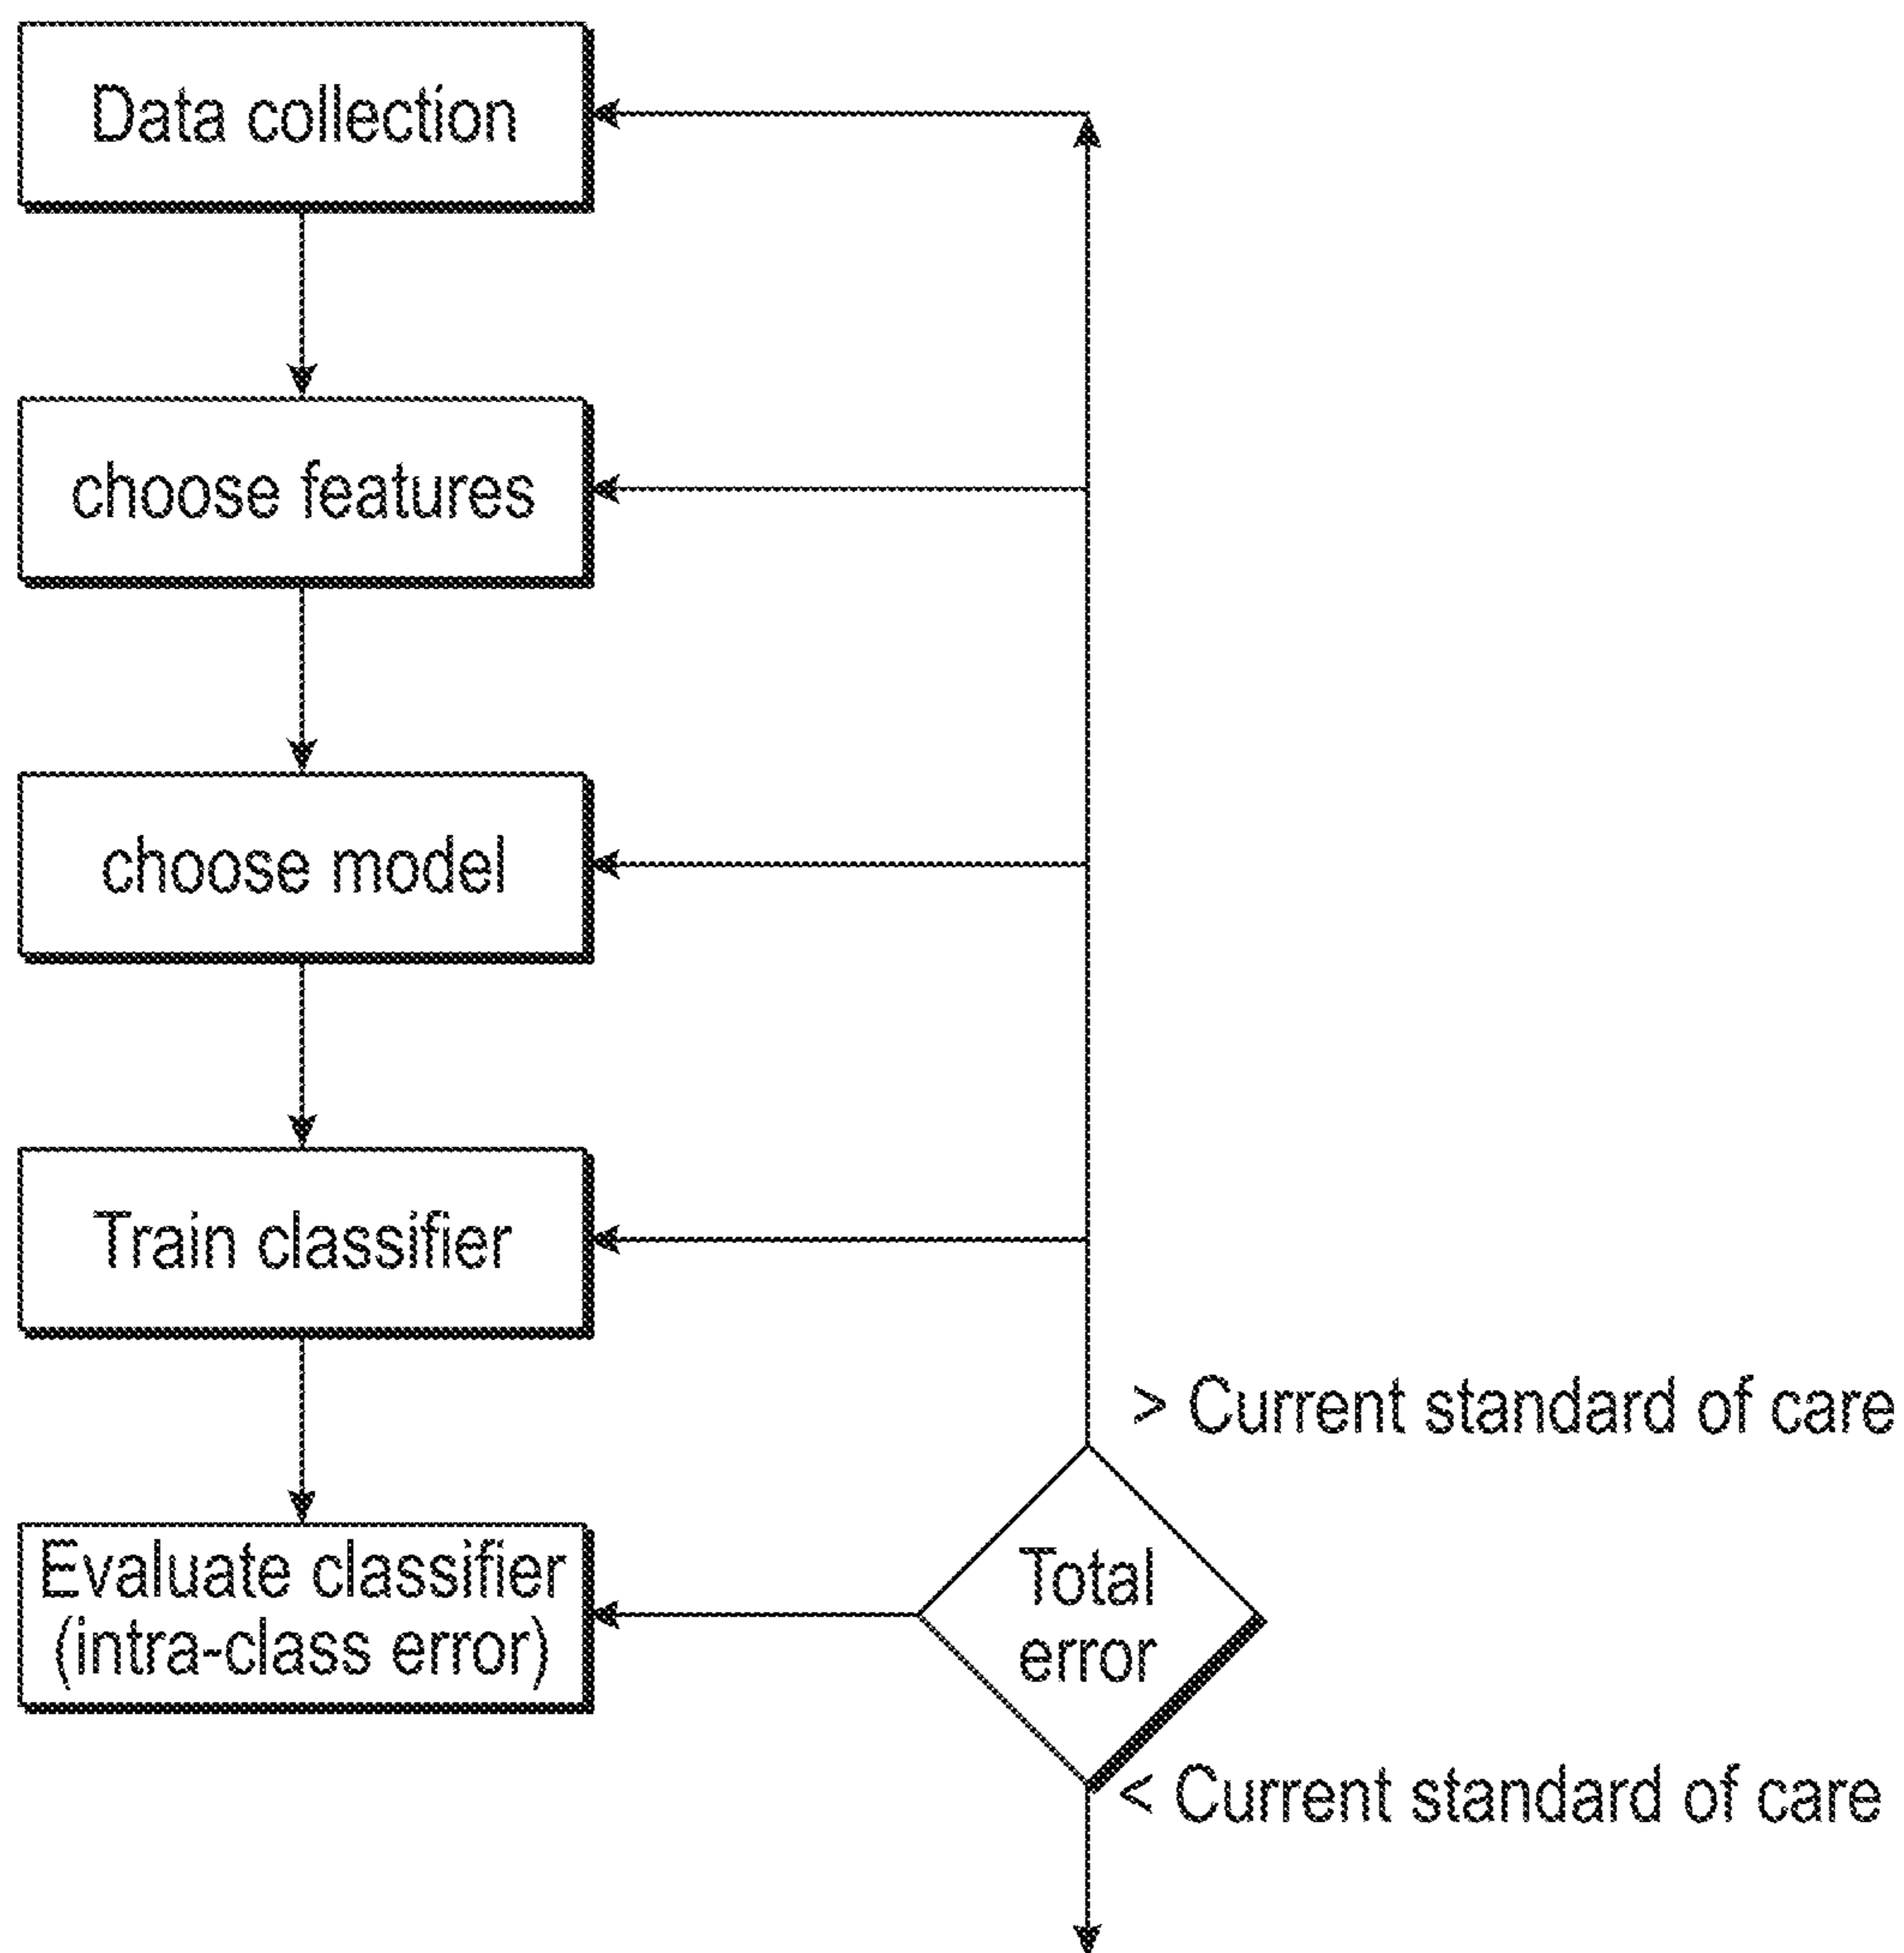 Data collection
choose features
choose model
Train classifier
> Current standard of care
Evaluate classifier
(intra-class error)
Total
error
< Current standard of care